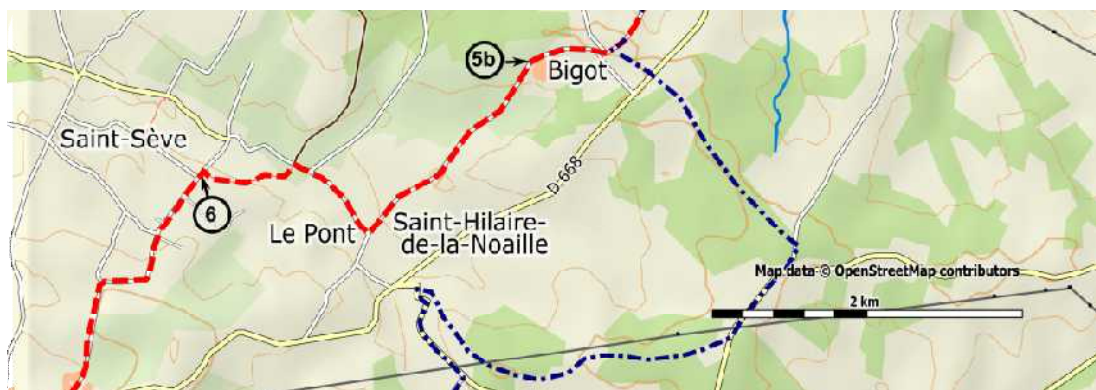 5b
Bigot
Saint-Sève
D-668
6
Le Pont
Saint-Hilaire-
de-la-Noaille
Map data © OpenStreetMap contributors
2 km